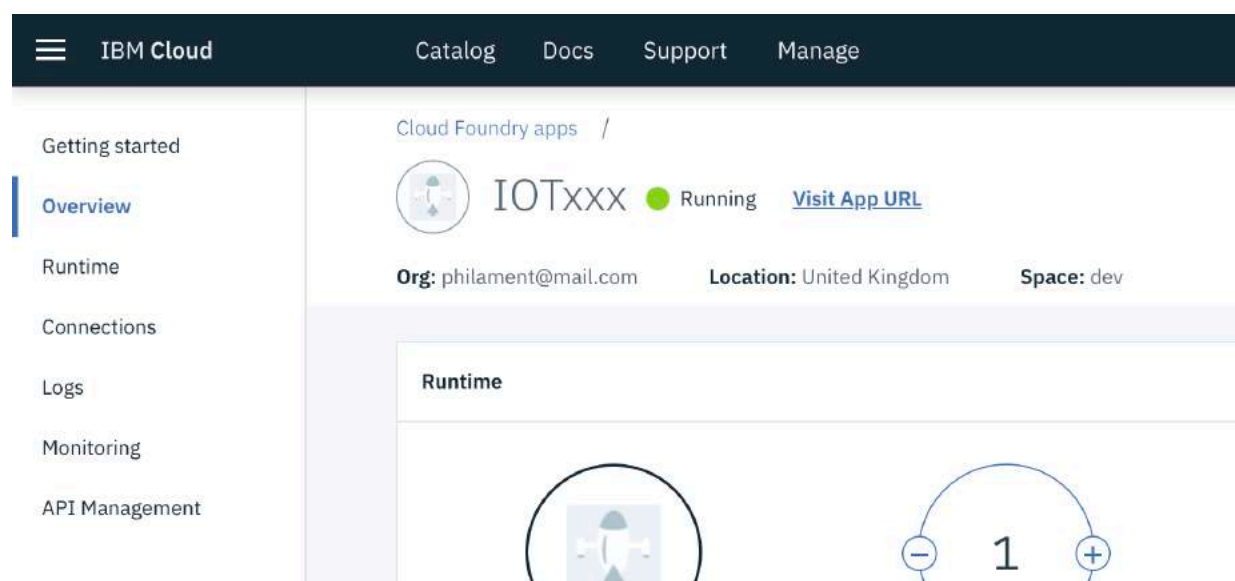 IBM Cloud Catalog Docs Support Manage
Getting started
Overview
Runtime
Connections
Logs
Monitoring
API Management
Cloud Foundry apps /
IOTxxx Running Visit App URL
Org: philament@mail.com Location: United Kingdom Space: dev
Runtime
1